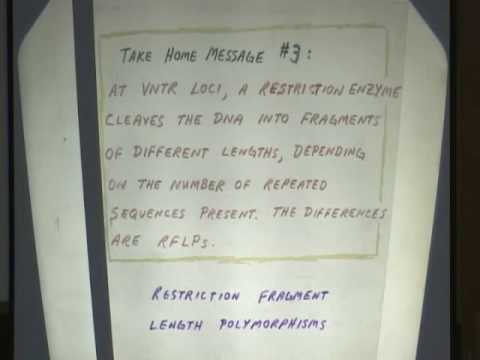 TAKE HOME MESSAGE #3:
AT VNTR LOCI, A RESTRICTION ENZYME
CLEAVES THE DNA INTO FRAGMENTS
OF DIFFERENT LENGTHS, DEPENDING
ON THE NUMBER OF REPEATED
SEQUENCES PRESENT. THE DIFFERENCES
ARE RFLPs.
RESTRICTION FRAGMENT
LENGTH POLYMORPHISMS